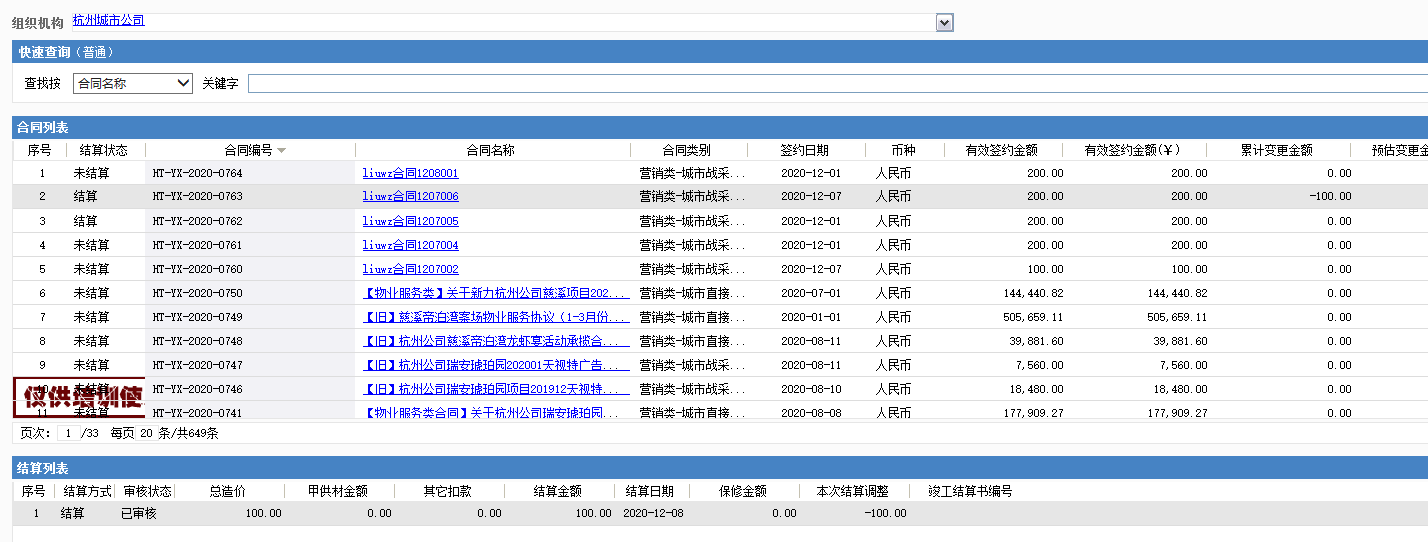 组织机构 杭州城市公司
快速查询（普通）
查找按 合同名称 关键字
合同列表
序号 结算状态 合同编号 合同名称 合同类别 签约日期 币种 有效签约金额 有效签约金额(￥) 累计变更金额 预估变更金
1 未结算 HT-YX-2020-0764 liuwz合同1208001 营销类-城市战采... 2020-12-01 人民币 200.00 200.00 0.00
2 结算 HT-YX-2020-0763 liuwz合同1207006 营销类-城市战采... 2020-12-07 人民币 200.00 200.00 -100.00
3 结算 HT-YX-2020-0762 liuwz合同1207005 营销类-城市战采... 2020-12-01 人民币 200.00 200.00 0.00
4 未结算 HT-YX-2020-0761 liuwz合同1207004 营销类-城市战采... 2020-12-01 人民币 200.00 200.00 0.00
5 未结算 HT-YX-2020-0760 liuwz合同1207002 营销类-城市战采... 2020-12-07 人民币 100.00 100.00 0.00
6 未结算 HT-YX-2020-0750 【物业服务类】关于新力杭州公司慈溪项目202... 营销类-城市直接... 2020-07-01 人民币 144,440.82 144,440.82 0.00
7 未结算 HT-YX-2020-0749 【旧】慈溪帝泊湾案场物业服务协议（1-3月份... 营销类-城市直接... 2020-01-01 人民币 505,659.11 505,659.11 0.00
8 未结算 HT-YX-2020-0748 【旧】杭州公司慈溪帝泊湾龙虾宴活动承揽合... 营销类-城市直接... 2020-08-11 人民币 39,881.60 39,881.60 0.00
9 未结算 HT-YX-2020-0747 【旧】杭州公司瑞安琥珀园202001天视特广告... 营销类-城市直接... 2020-08-11 人民币 7,560.00 7,560.00 0.00
10 未结算 HT-YX-2020-0746 【旧】杭州公司瑞安琥珀园项目201912天视特... 营销类-城市直接... 2020-08-10 人民币 18,480.00 18,480.00 0.00
仅供培训使
11 未结算 HT-YX-2020-0741 【物业服务类合同】关于杭州公司瑞安琥珀园... 营销类-城市直接... 2020-08-08 人民币 177,909.27 177,909.27 0.00
页次： 1 /33 每页 20 条/共649条
结算列表
序号 结算方式 审核状态 总造价 甲供材金额 其它扣款 结算金额 结算日期 保修金额 本次结算调整 竣工结算书编号
1 结算 已审核 100.00 0.00 0.00 100.00 2020-12-08 0.00 -100.00